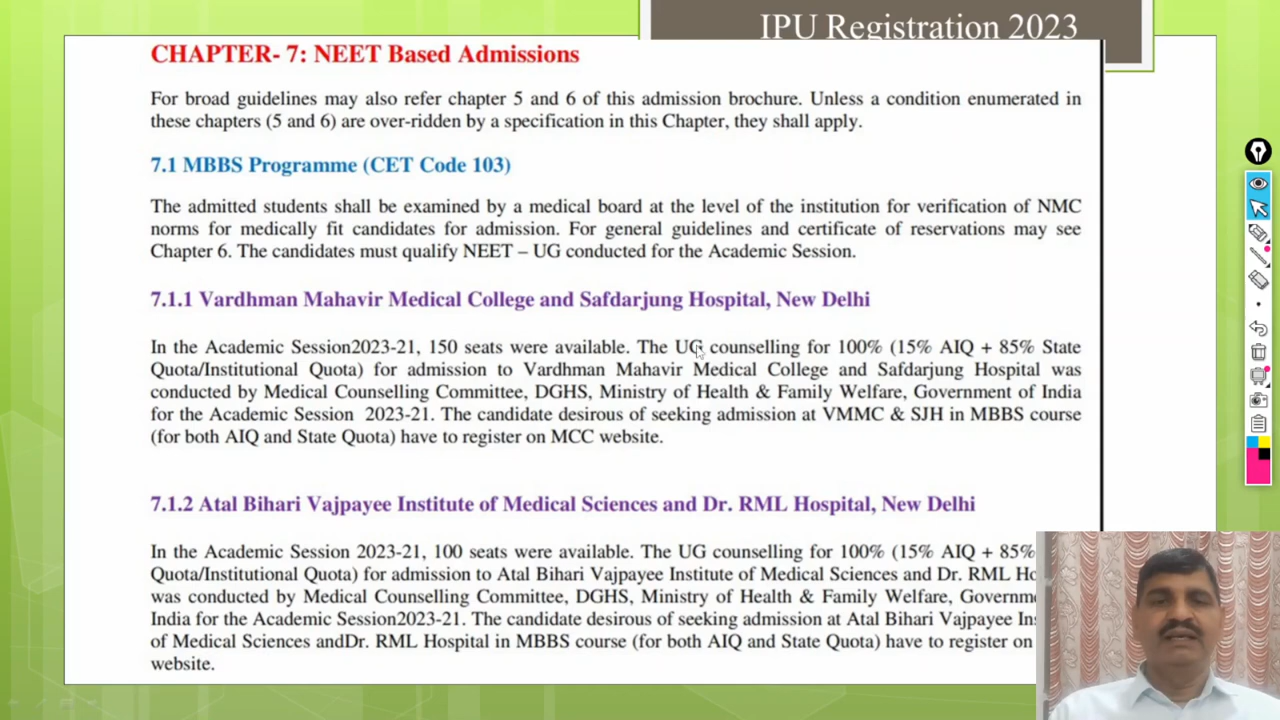 IPU Registration 2023
CHAPTER- 7: NEET Based Admissions
For broad guidelines may also refer chapter 5 and 6 of this admission brochure. Unless a condition enumerated in
these chapters (5 and 6) are over-ridden by a specification in this Chapter, they shall apply.
7.1 MBBS Programme (CET Code 103)
The admitted students shall be examined by a medical board at the level of the institution for verification of NMC
norms for medically fit candidates for admission. For general guidelines and certificate of reservations may see
Chapter 6. The candidates must qualify NEET – UG conducted for the Academic Session.
7.1.1 Vardhman Mahavir Medical College and Safdarjung Hospital, New Delhi
In the Academic Session2023-21, 150 seats were available. The UG counselling for 100% (15% AIQ + 85% State
Quota/Institutional Quota) for admission to Vardhman Mahavir Medical College and Safdarjung Hospital was
conducted by Medical Counselling Committee, DGHS, Ministry of Health & Family Welfare, Government of India
for the Academic Session 2023-21. The candidate desirous of seeking admission at VMMC & SJH in MBBS course
(for both AIQ and State Quota) have to register on MCC website.
7.1.2 Atal Bihari Vajpayee Institute of Medical Sciences and Dr. RML Hospital, New Delhi
In the Academic Session 2023-21, 100 seats were available. The UG counselling for 100% (15% AIQ + 85%
Quota/Institutional Quota) for admission to Atal Bihari Vajpayee Institute of Medical Sciences and Dr. RML Ho
was conducted by Medical Counselling Committee, DGHS, Ministry of Health & Family Welfare, Governm
India for the Academic Session2023-21. The candidate desirous of seeking admission at Atal Bihari Vajpayee In
of Medical Sciences andDr. RML Hospital in MBBS course (for both AIQ and State Quota) have to register on
website.